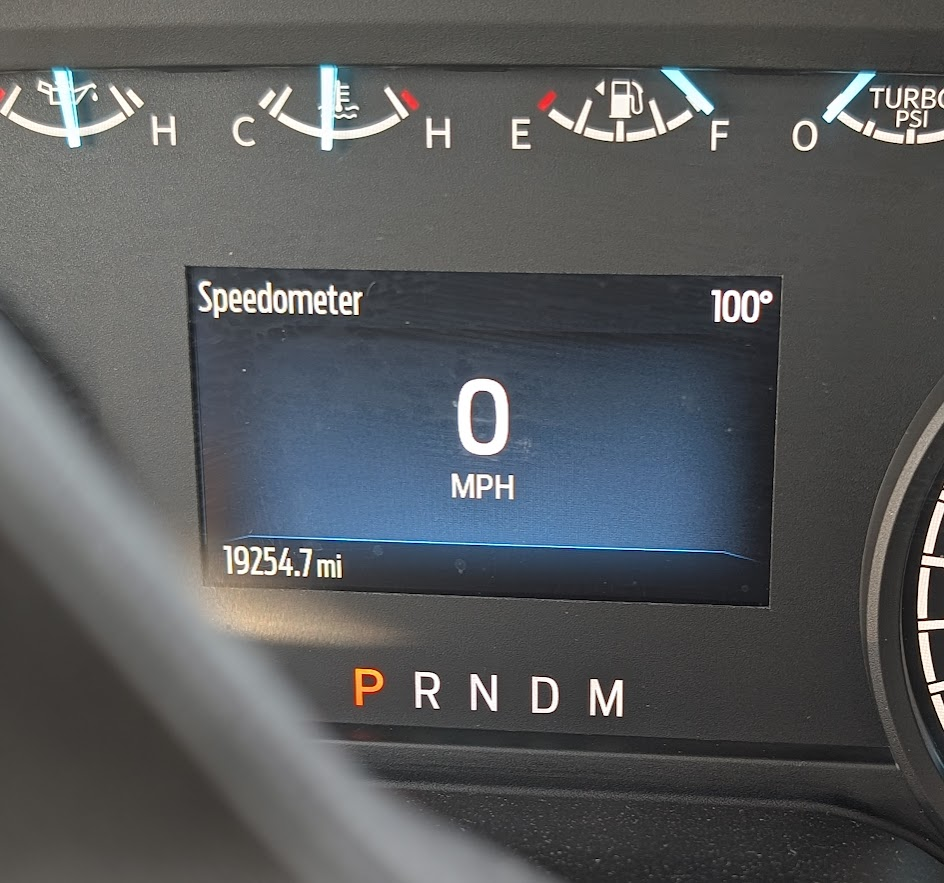 H C H E F O TURBO
PSI
Speedometer 100°
0
MPH
19254.7 mi
P R N D M